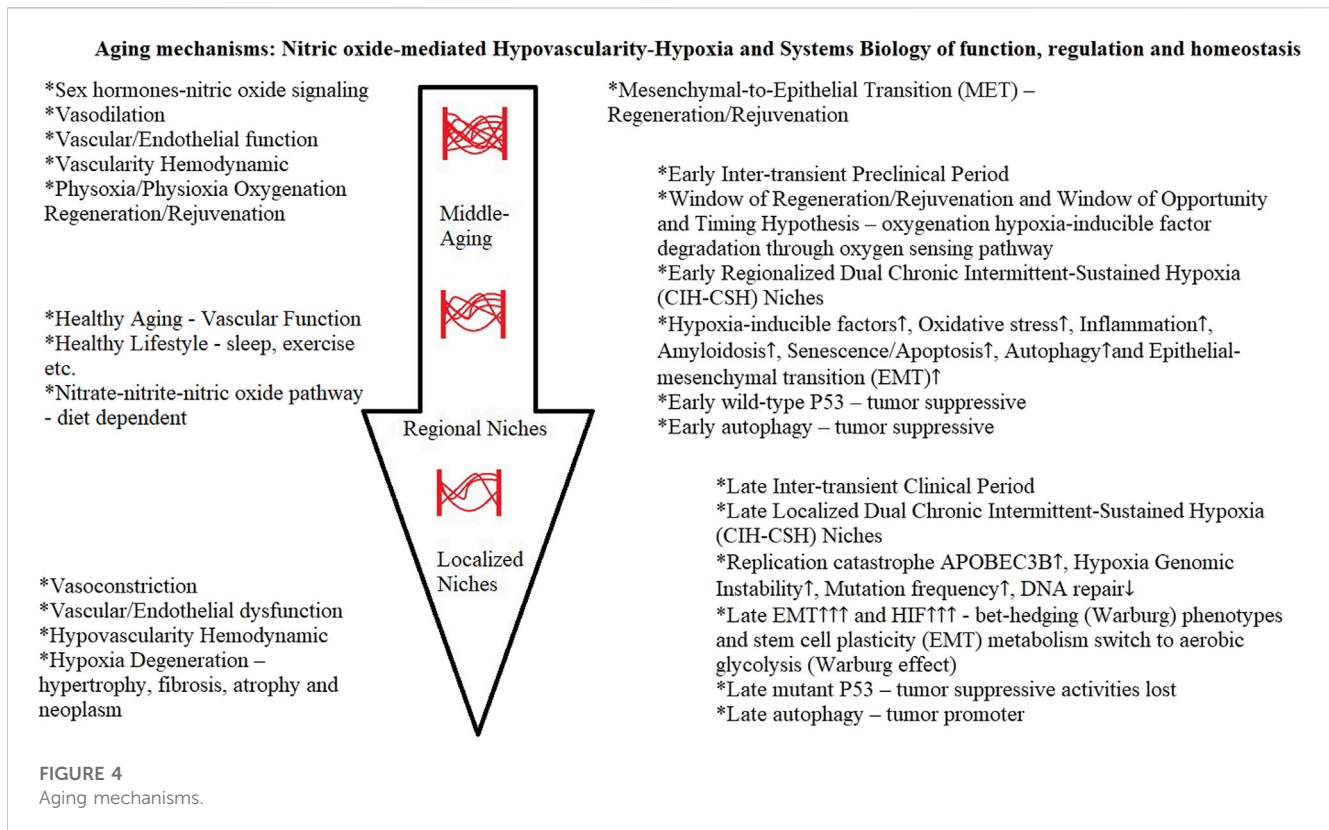 Aging mechanisms: Nitric oxide-mediated Hypovascularity-Hypoxia and Systems Biology of function, regulation and homeostasis
*Sex hormones-nitric oxide signaling
*Vasodilation
*Vascular/Endothelial function
*Vascularity Hemodynamic
*Physoxia/Physioxia Oxygenation
Regeneration/Rejuvenation
*Healthy Aging - Vascular Function
*Healthy Lifestyle - sleep, exercise
etc.
*Nitrate-nitrite-nitric oxide pathway
- diet dependent
*Vasoconstriction
*Vascular/Endothelial dysfunction
*Hypovascularity Hemodynamic
*Hypoxia Degeneration –
hypertrophy, fibrosis, atrophy and
neoplasm
Middle-
Aging
Regional Niches
Localized
Niches
*Mesenchymal-to-Epithelial Transition (MET) –
Regeneration/Rejuvenation
*Early Inter-transient Preclinical Period
*Window of Regeneration/Rejuvenation and Window of Opportunity
and Timing Hypothesis – oxygenation hypoxia-inducible factor
degradation through oxygen sensing pathway
*Early Regionalized Dual Chronic Intermittent-Sustained Hypoxia
(CIH-CSH) Niches
*Hypoxia-inducible factors↑, Oxidative stress↑, Inflammation↑,
Amyloidosis↑, Senescence/Apoptosis↑, Autophagy↑and Epithelial-
mesenchymal transition (EMT)↑
*Early wild-type P53 – tumor suppressive
*Early autophagy – tumor suppressive
*Late Inter-transient Clinical Period
*Late Localized Dual Chronic Intermittent-Sustained Hypoxia
(CIH-CSH) Niches
*Replication catastrophe APOBEC3B↑, Hypoxia Genomic
Instability↑, Mutation frequency↑, DNA repair↓
*Late EMT↑↑↑ and HIF↑↑↑ - bet-hedging (Warburg) phenotypes
and stem cell plasticity (EMT) metabolism switch to aerobic
glycolysis (Warburg effect)
*Late mutant P53 – tumor suppressive activities lost
*Late autophagy – tumor promoter
FIGURE 4
Aging mechanisms.